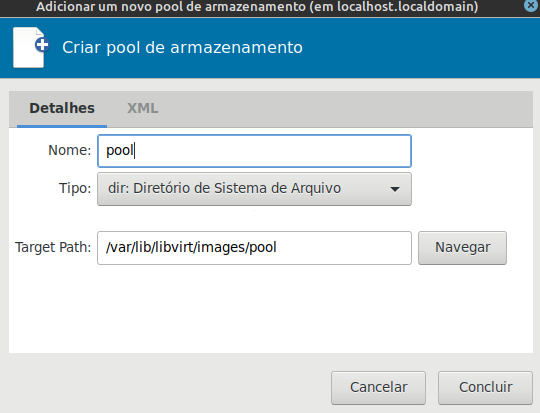 Adicionar um novo pool de armazenamento (em localhost.localdomain)
Criar pool de armazenamento
Detalhes XML
Nome: pool
Tipo: dir: Diretório de Sistema de Arquivo
Target Path: /var/lib/libvirt/images/pool Navegar
Cancelar Concluir